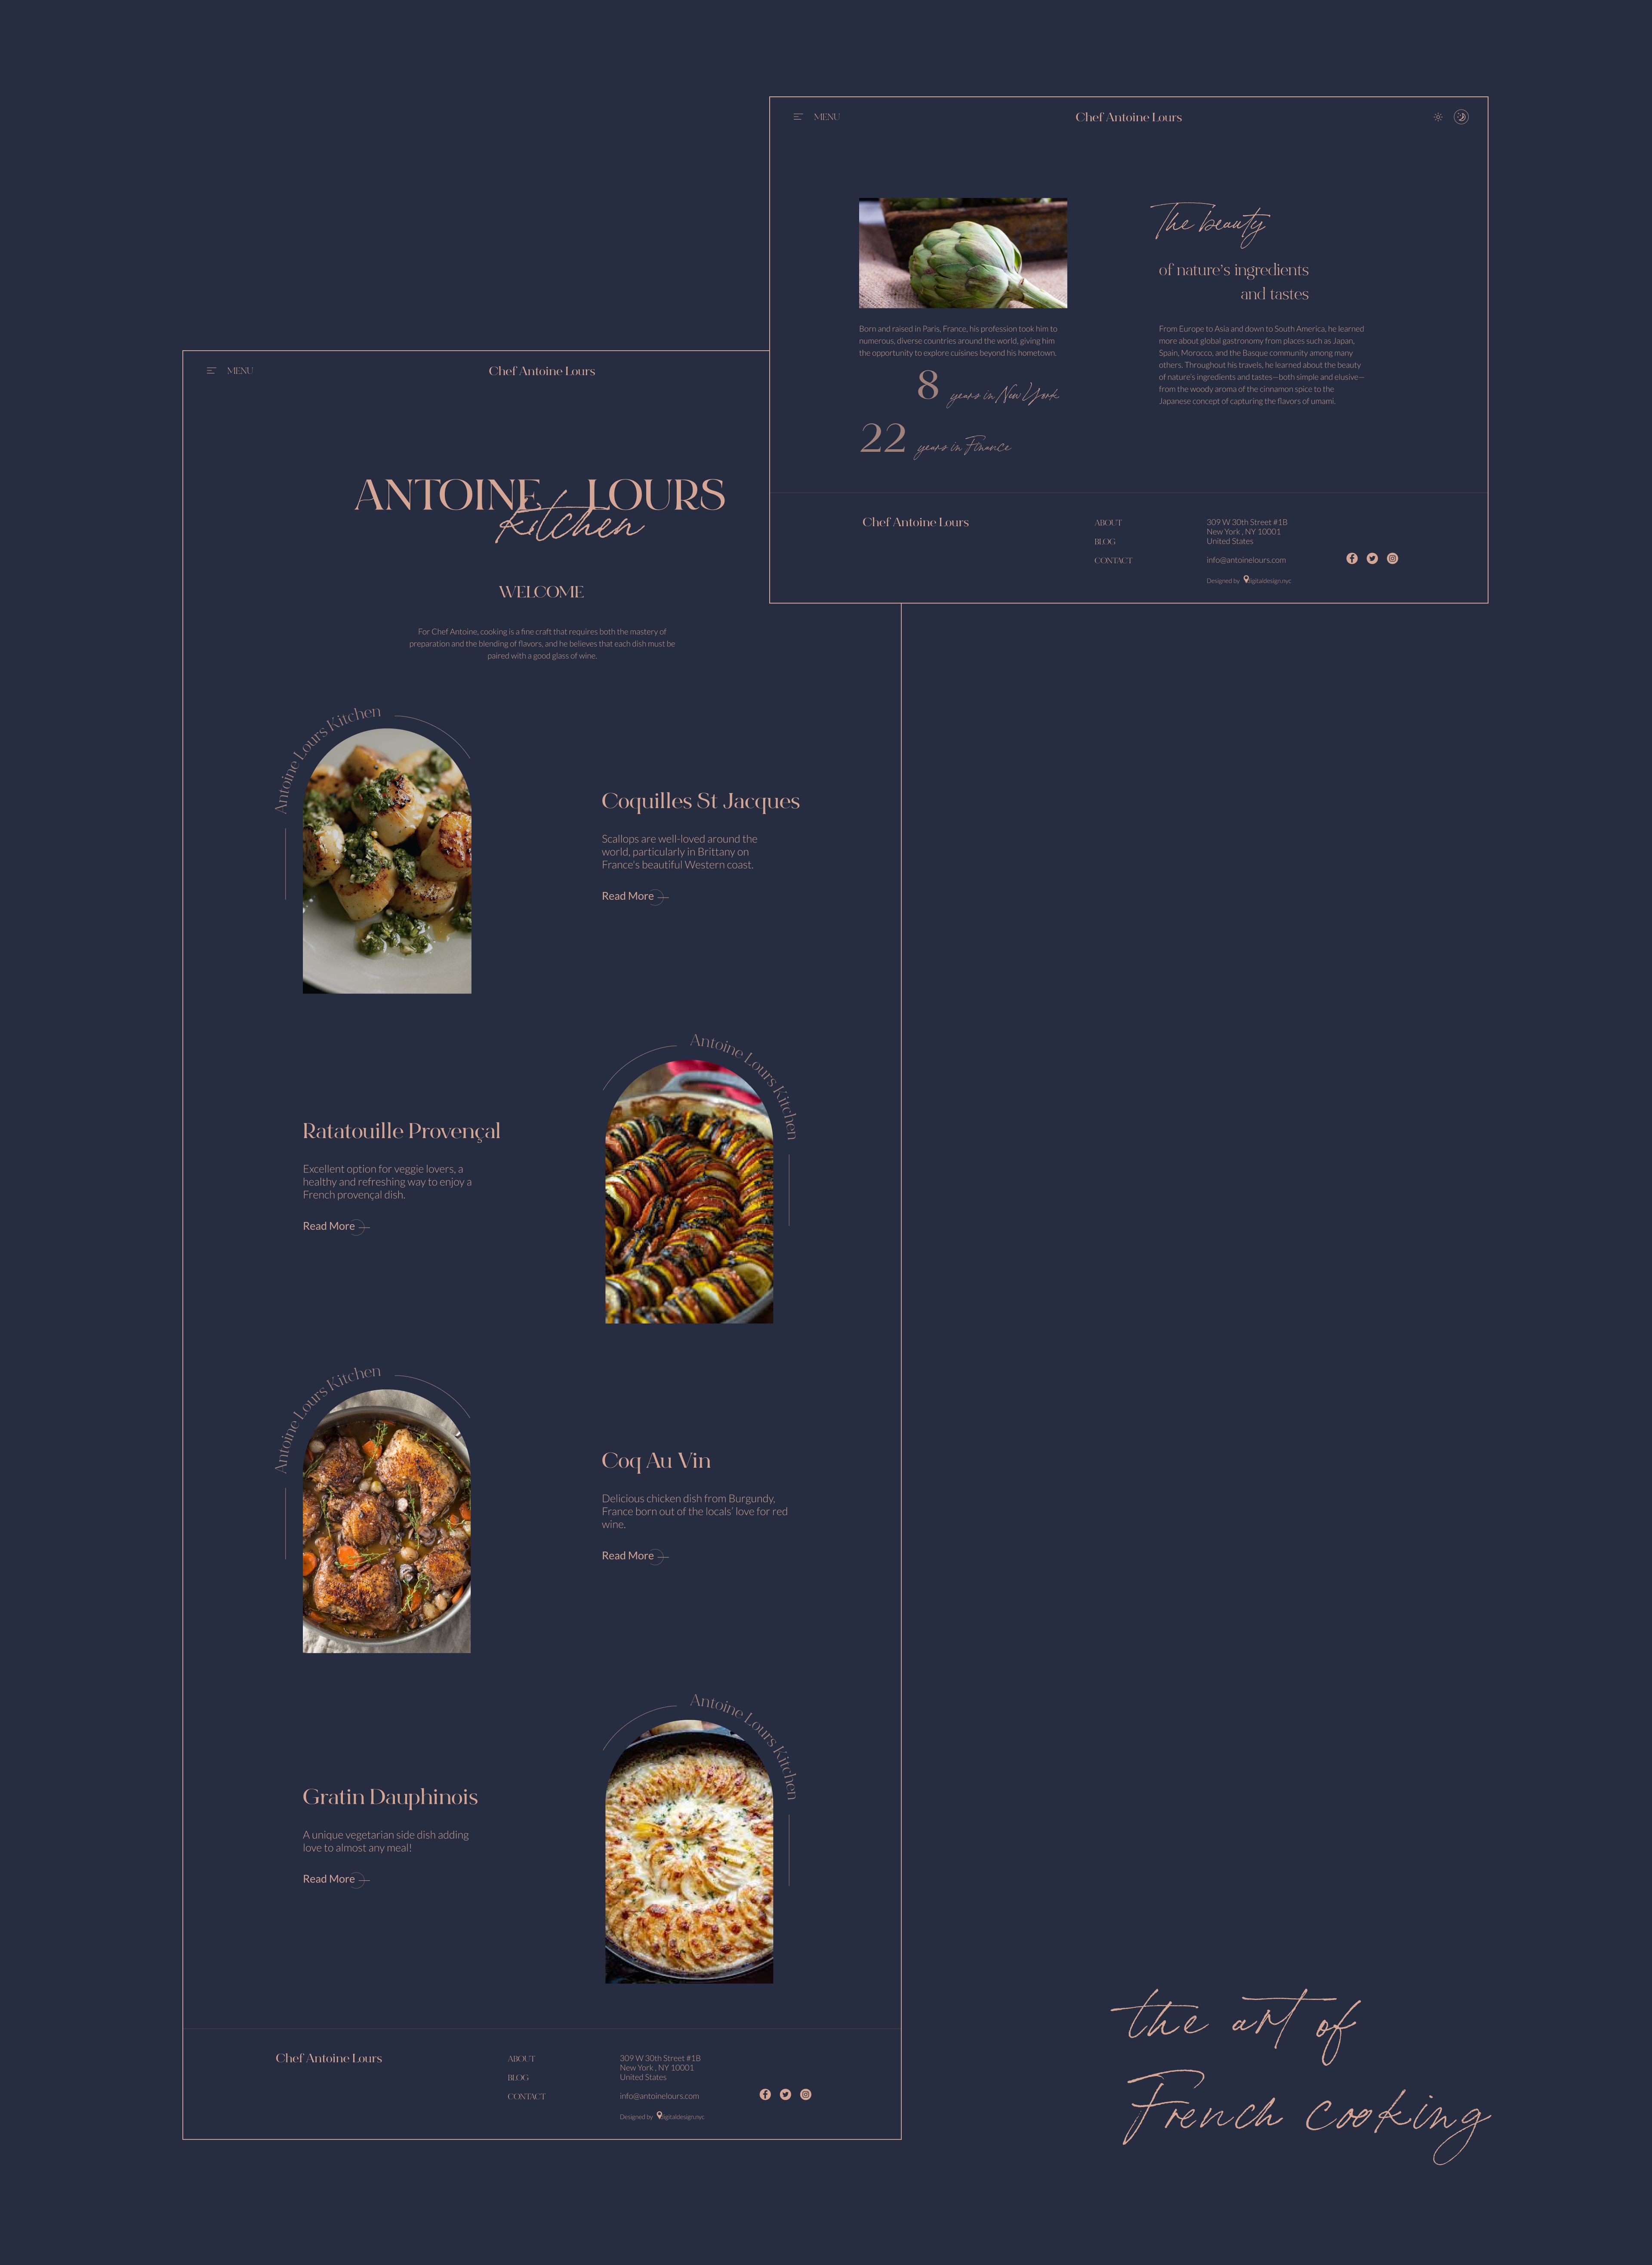 MENU
Chef Antoine Lours
The beauty
of nature's ingredients
and tastes
Born and raised in Paris, France, his profession took him to
numerous, diverse countries around the world, giving him
the opportunity to explore cuisines beyond his hometown.
8 years in New York
22 years in Finance
From Europe to Asia and down to South America, he learned
more about global gastronomy from places such as Japan,
Spain, Morocco, and the Basque community among many
others. Throughout his travels, he learned about the beauty
of nature's ingredients and tastes—both simple and elusive—
from the woody aroma of the cinnamon spice to the
Japanese concept of capturing the flavors of umami.
Chef Antoine Lours
ABOUT
BLOG
CONTACT
309 W 30th Street #1B
New York , NY 10001
United States
info@antoinelours.com
Designed by digitaldesign.nyc
MENU
Chef Antoine Lours
ANTOINE LOURS
kitchen
WELCOME
For Chef Antoine, cooking is a fine craft that requires both the mastery of
preparation and the blending of flavors, and he believes that each dish must be
paired with a good glass of wine.
Antoine Lours Kitchen
Coquilles St Jacques
Scallops are well-loved around the
world, particularly in Brittany on
France's beautiful Western coast.
Read More
Antoine Lours Kitchen
Ratatouille Provençal
Excellent option for veggie lovers, a
healthy and refreshing way to enjoy a
French provençal dish.
Read More
Antoine Lours Kitchen
Coq Au Vin
Delicious chicken dish from Burgundy,
France born out of the locals' love for red
wine.
Read More
Antoine Lours Kitchen
Gratin Dauphinois
A unique vegetarian side dish adding
love to almost any meal!
Read More
Chef Antoine Lours
ABOUT
BLOG
CONTACT
309 W 30th Street #1B
New York , NY 10001
United States
info@antoinelours.com
Designed by digitaldesign.nyc
the art of
French cooking